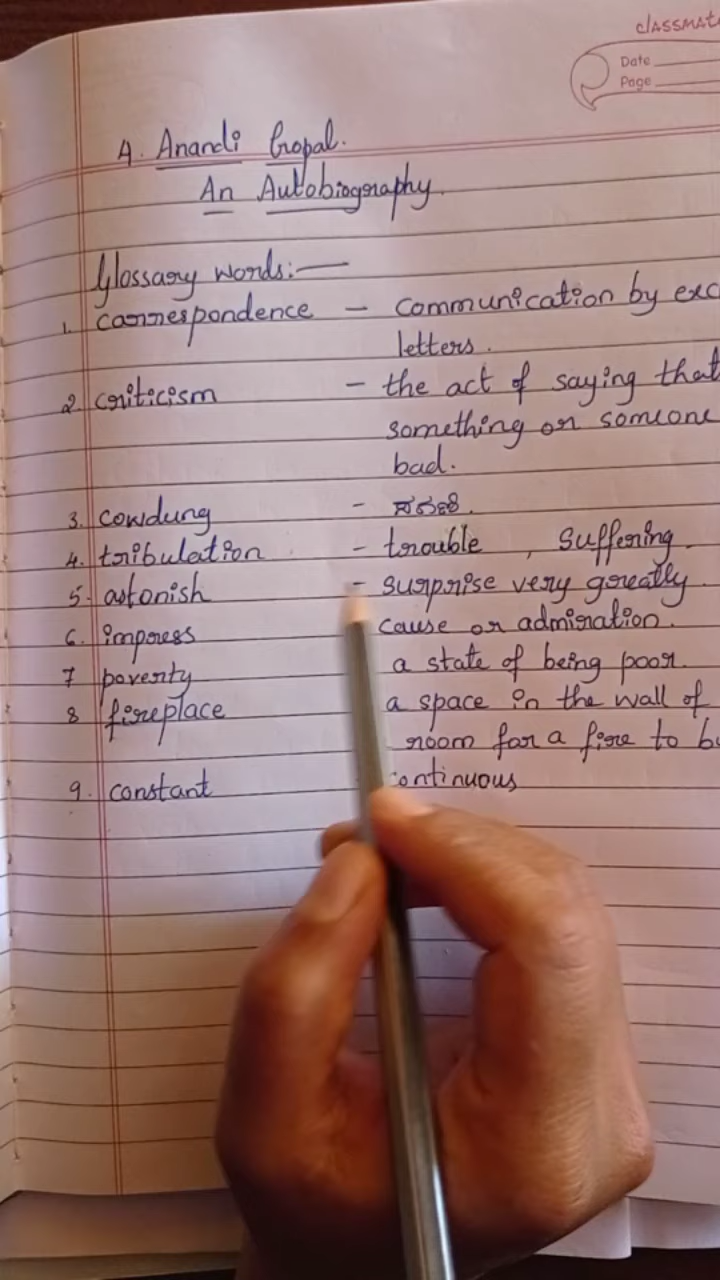 CLASSMATE
Date
Page
4. Anandi Gopal.
An Autobiography.
Glossary words:—
1. correspondence – communication by exc
letters.
2. criticism – the act of saying that
something or someone
bad.
3. cowdung – ಸಗಣಿ.
4. tribulation – trouble , suffering.
5. astonish – surprise very greatly.
6. impress cause or admiration.
7 poverty a state of being poor.
8 fireplace a space in the wall of
room for a fire to b
9. constant continuous